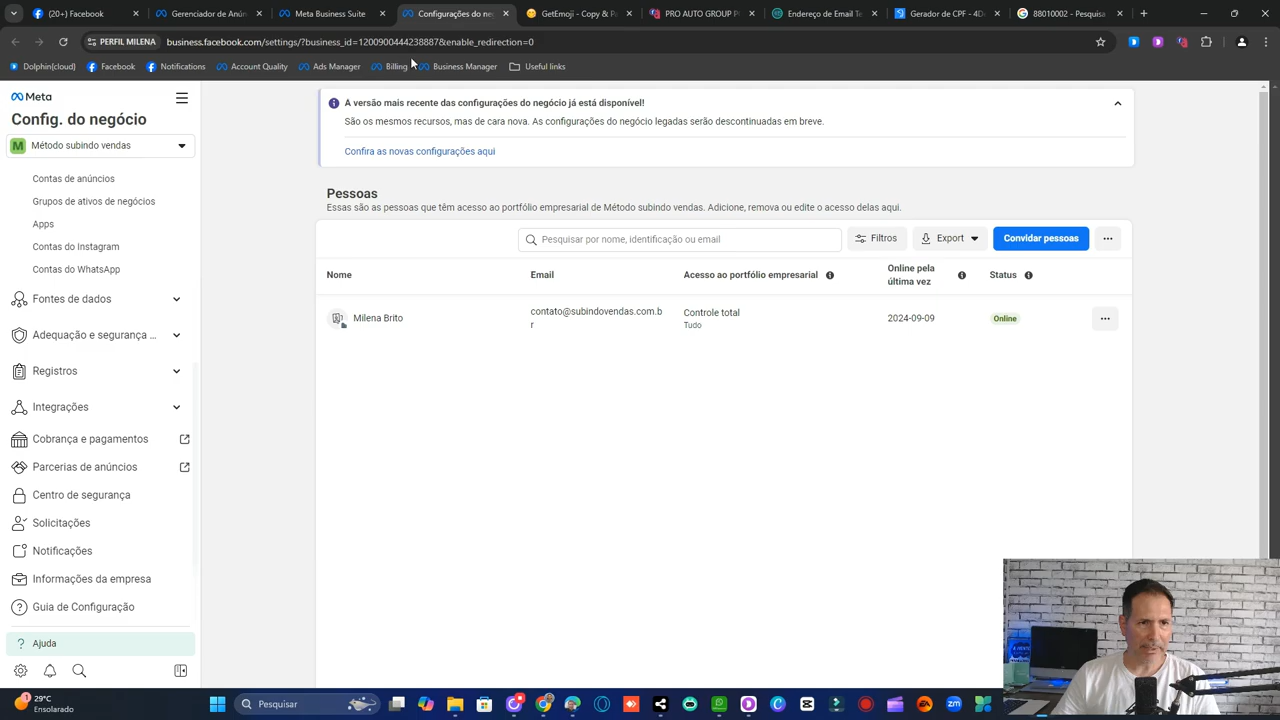 (20+) Facebook
Gerenciador de Anún
Meta Business Suite
Configurações do neg
GetEmoji - Copy & P
PRO AUTO GROUP
Endereço de Email Te
Gerador de CPF - 4D
88010002 - Pesquisa
PERFIL MILENA
business.facebook.com/settings/?business_id=1200900444238887&enable_redirection=0
Dolphin{cloud}
Facebook
Notifications
Account Quality
Ads Manager
Billing
Business Manager
Useful links
Meta
Config. do negócio
M
Método subindo vendas
Contas de anúncios
Grupos de ativos de negócios
Apps
Contas do Instagram
Contas do WhatsApp
Fontes de dados
Adequação e segurança ...
Registros
Integrações
Cobrança e pagamentos
Parcerias de anúncios
Centro de segurança
Solicitações
Notificações
Informações da empresa
Guia de Configuração
Ajuda
A versão mais recente das configurações do negócio já está disponível!
São os mesmos recursos, mas de cara nova. As configurações do negócio legadas serão descontinuadas em breve.
Confira as novas configurações aqui
Pessoas
Essas são as pessoas que têm acesso ao portfólio empresarial de Método subindo vendas. Adicione, remova ou edite o acesso delas aqui.
Pesquisar por nome, identificação ou email
Filtros
Export
Convidar pessoas
Nome
Email
Acesso ao portfólio empresarial
Online pela
última vez
Status
Milena Brito
contato@subindovendas.com.b
r
Controle total
Tudo
2024-09-09
Online
29°C
Ensolarado
Pesquisar